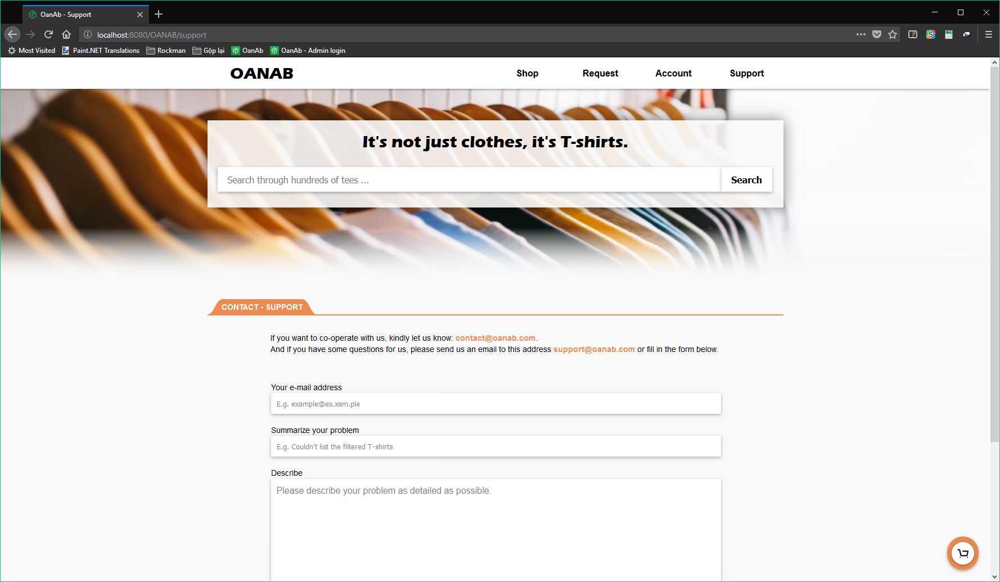 OanAb - Support
localhost:8080/OANAB/support
Most Visited Paint.NET Translations Rockman Gộp lại OanAb OanAb - Admin login
OANAB Shop Request Account Support
It's not just clothes, it's T-shirts.
Search through hundreds of tees ... Search
CONTACT - SUPPORT
If you want to co-operate with us, kindly let us know: contact@oanab.com.
And if you have some questions for us, please send us an email to this address support@oanab.com or fill in the form below.
Your e-mail address
E.g. example@ex.xam.ple
Summarize your problem
E.g. Couldn't list the filtered T-shirts
Describe
Please describe your problem as detailed as possible.